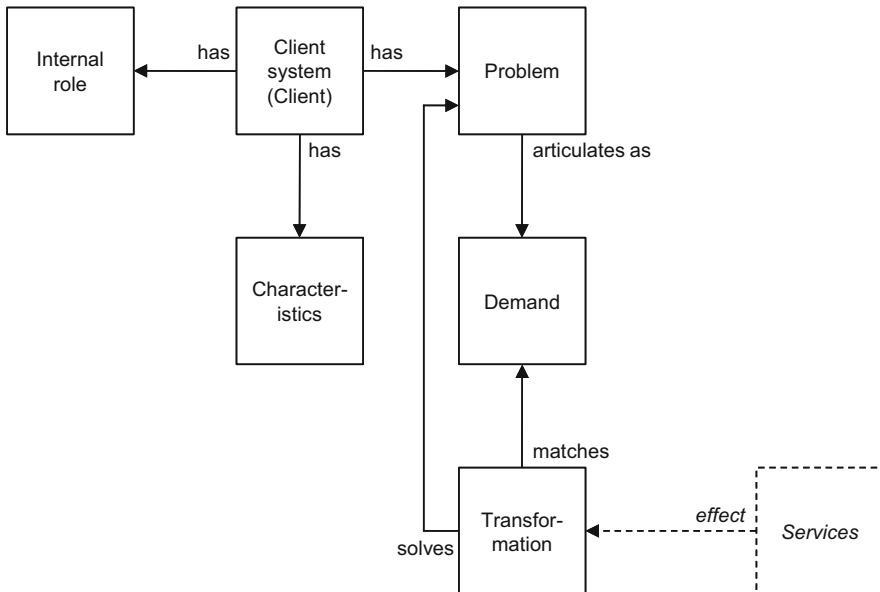 Internal
role
has
Client
system
(Client)
has
Problem
has
articulates as
Character-
istics
Demand
matches
solves
Transfor-
mation
effect
Services